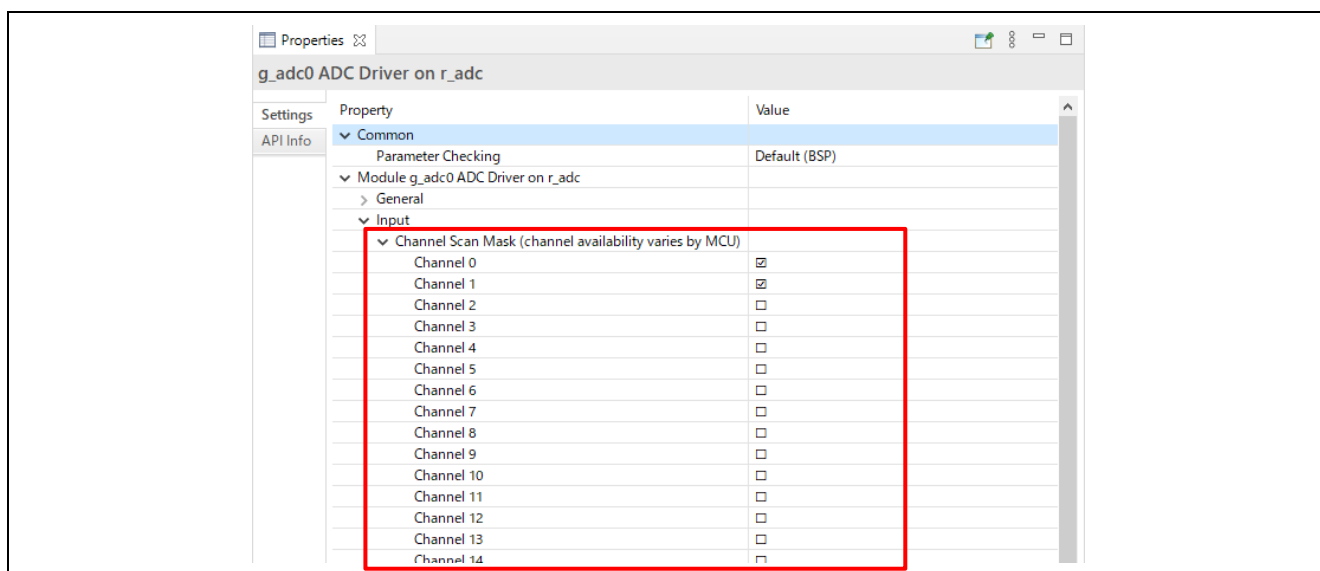 Properties
g_adc0 ADC Driver on r_adc
Settings
API Info
Property Value
Common
Parameter Checking Default (BSP)
Module g_adc0 ADC Driver on r_adc
General
Input
Channel Scan Mask (channel availability varies by MCU)
Channel 0
Channel 1
Channel 2
Channel 3
Channel 4
Channel 5
Channel 6
Channel 7
Channel 8
Channel 9
Channel 10
Channel 11
Channel 12
Channel 13
Channel 14